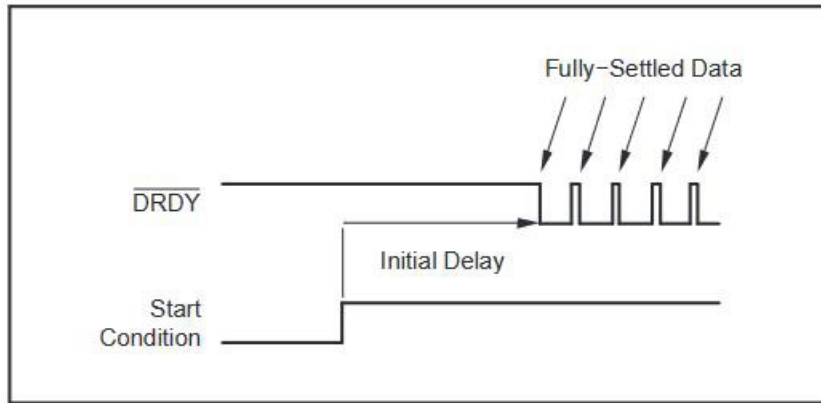 Fully-Settled Data
DRDY
Initial Delay
Start
Condition